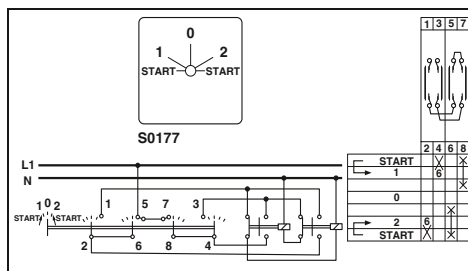 0
1 2
START START
S0177
1 3 5 7
2 4 6 8
L1
N
START
1 6
0
2 6
START
1 0 2
START START
1 5 7 3
2 6 8 4